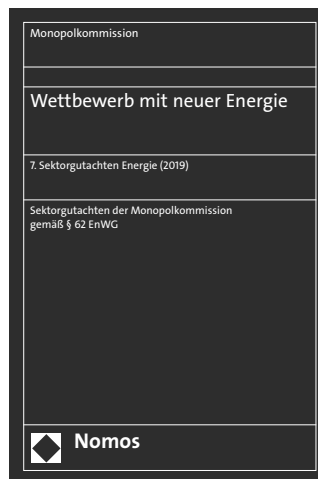 Monopolkommission
Wettbewerb mit neuer Energie
7. Sektorgutachten Energie (2019)
Sektorgutachten der Monopolkommission
gemäß § 62 EnWG
Nomos